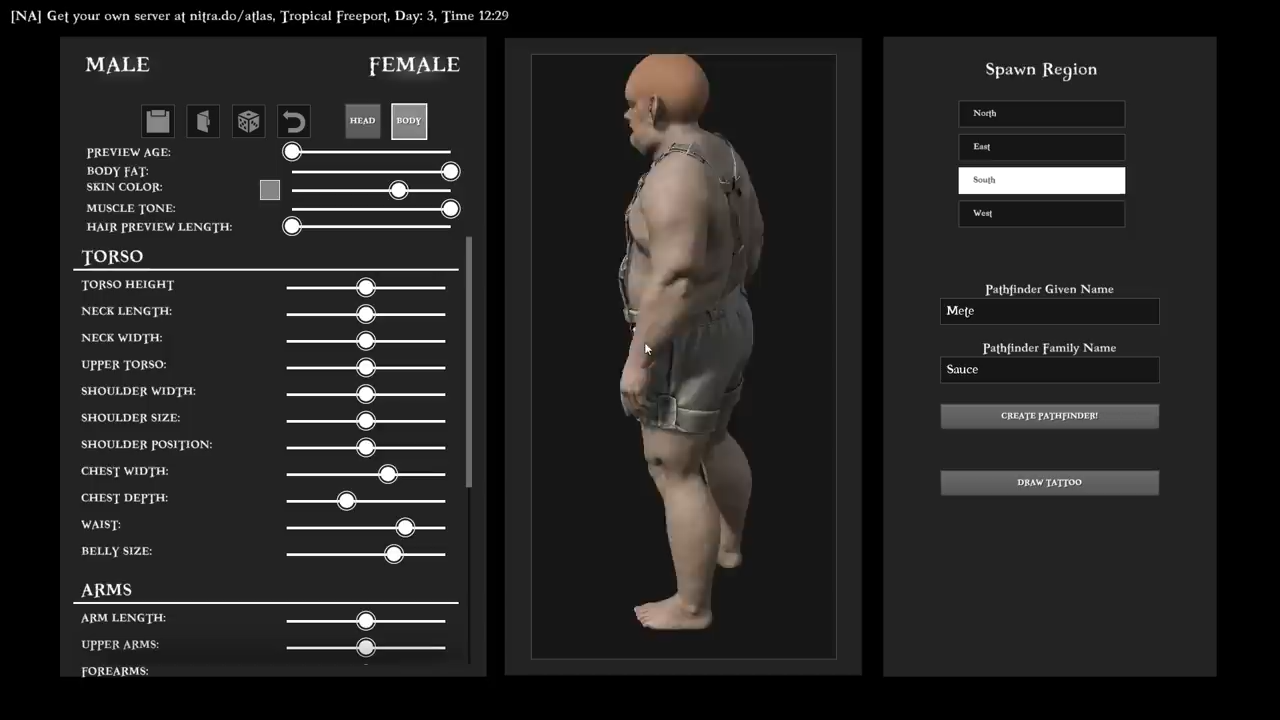 [NA] Get your own server at nitra.do/atlas, Tropical Freeport, Day: 3, Time 12:29
MALE
FEMALE
HEAD
BODY
PREVIEW AGE:
BODY FAT:
SKIN COLOR:
MUSCLE TONE:
HAIR PREVIEW LENGTH:
TORSO
TORSO HEIGHT
NECK LENGTH:
NECK WIDTH:
UPPER TORSO:
SHOULDER WIDTH:
SHOULDER SIZE:
SHOULDER POSITION:
CHEST WIDTH:
CHEST DEPTH:
WAIST:
BELLY SIZE:
ARMS
ARM LENGTH:
UPPER ARMS:
FOREARMS:
Spawn Region
North
East
South
West
Pathfinder Given Name
Mete
Pathfinder Family Name
Sauce
CREATE PATHFINDER!
DRAW TATTOO